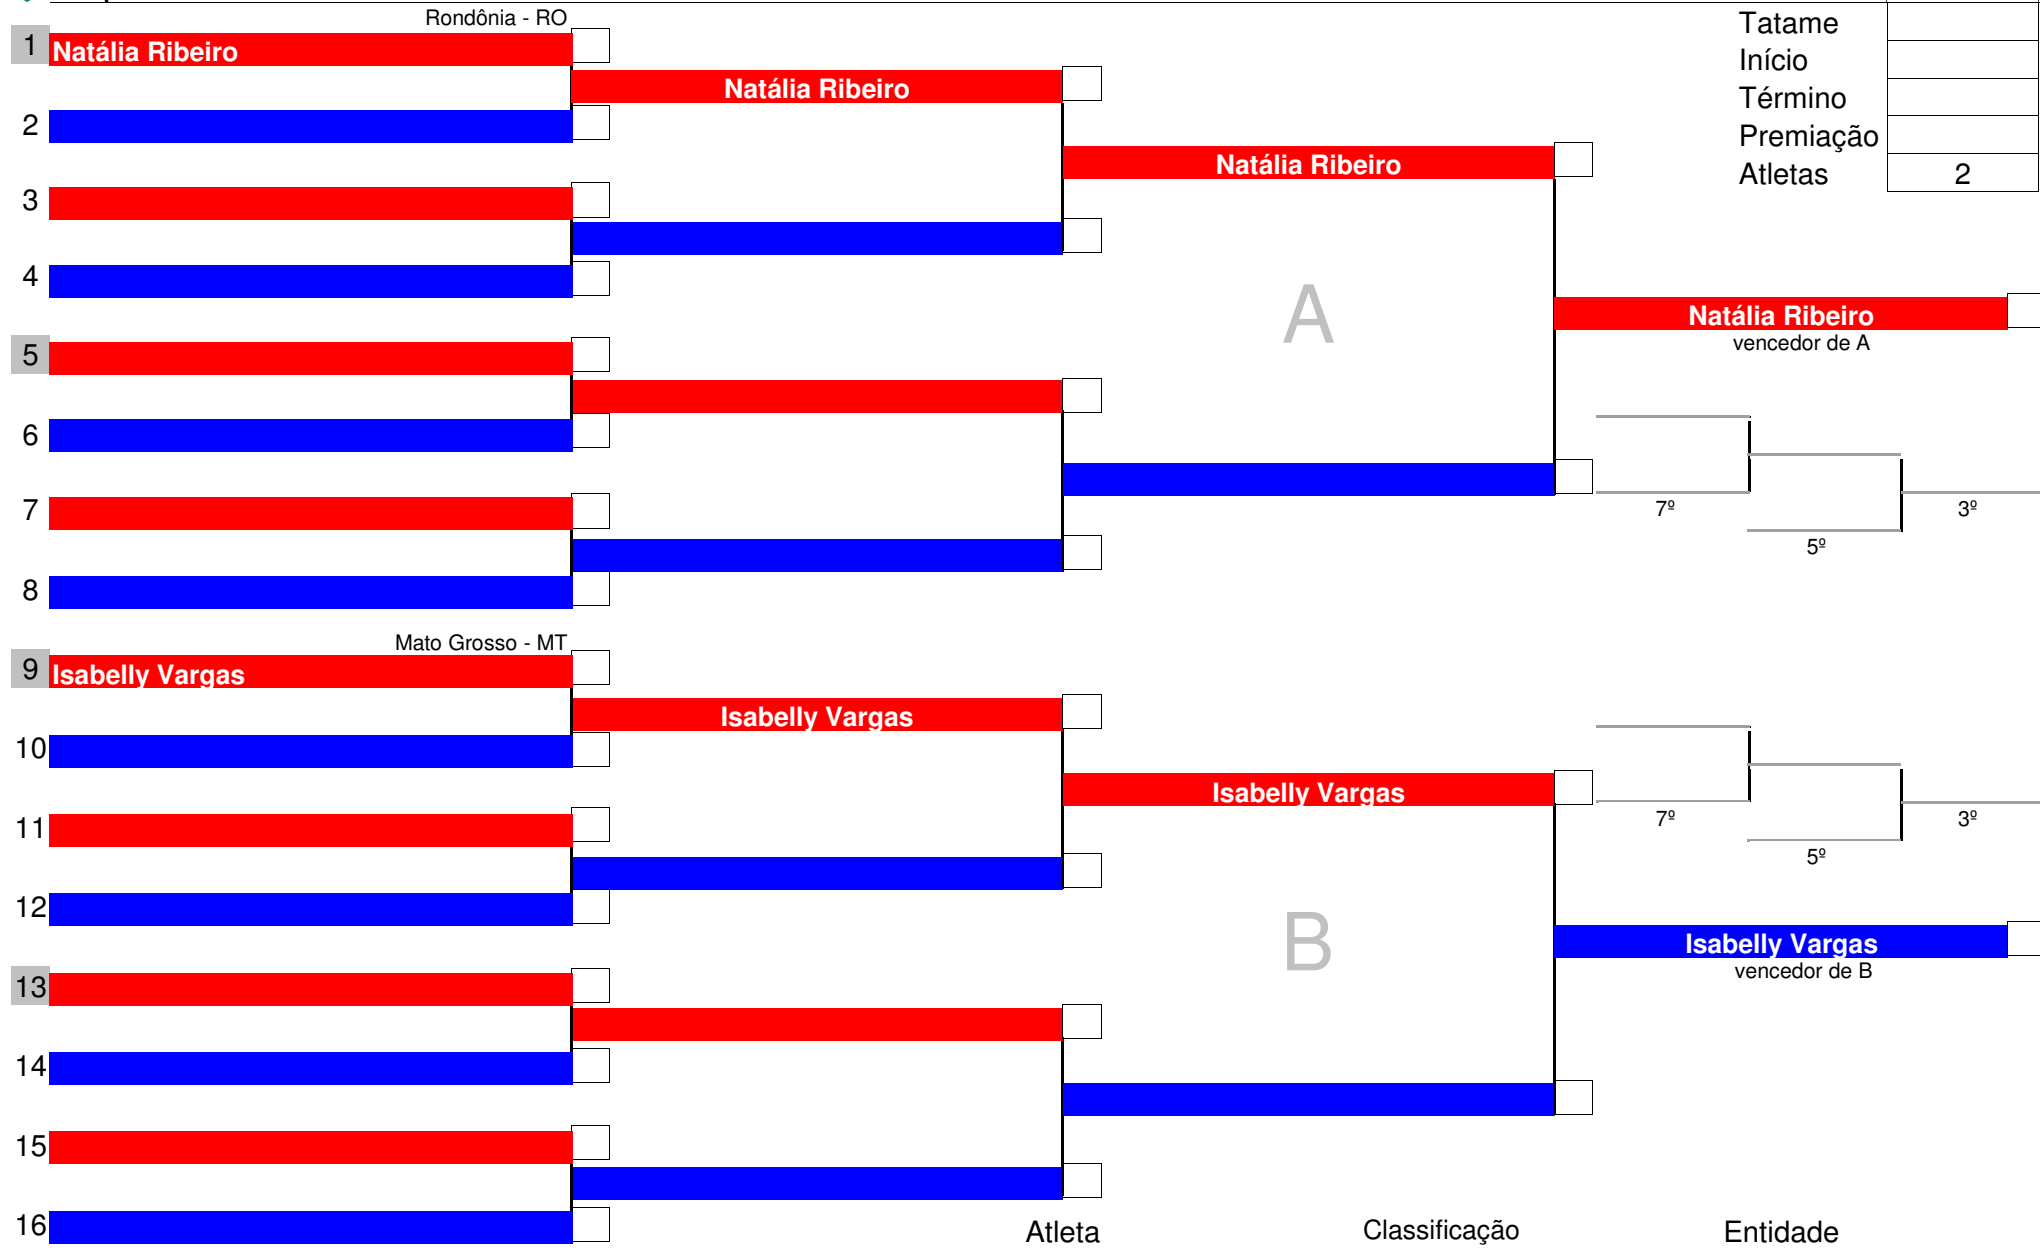 Rondônia - RO
Tatame
1 Natália Ribeiro
Início
Natália Ribeiro
Término
2
Premiação
Natália Ribeiro
Atletas 2
3
4
A
Natália Ribeiro
vencedor de A
5
6
7
7º
3º
5º
8
Mato Grosso - MT
9 Isabelly Vargas
Isabelly Vargas
10
Isabelly Vargas
11
7º
3º
5º
12
B
Isabelly Vargas
vencedor de B
13
14
15
16
Atleta Classificação Entidade